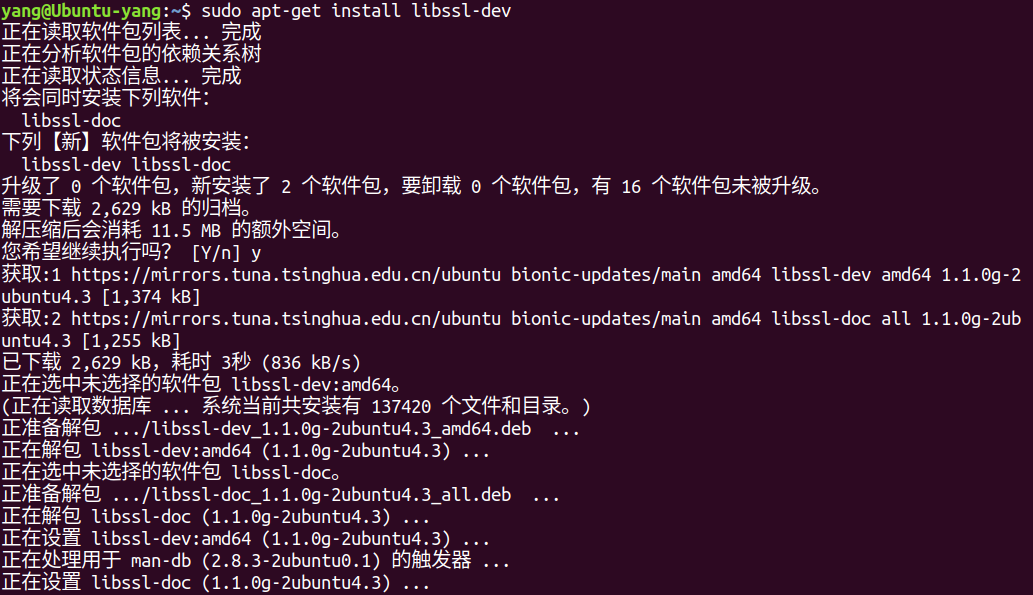 yang@Ubuntu-yang:~$ sudo apt-get install libssl-dev
正在读取软件包列表... 完成
正在分析软件包的依赖关系树
正在读取状态信息... 完成
将会同时安装下列软件：
  libssl-doc
下列【新】软件包将被安装：
  libssl-dev libssl-doc
升级了 0 个软件包，新安装了 2 个软件包，要卸载 0 个软件包，有 16 个软件包未被升级。
需要下载 2,629 kB 的归档。
解压缩后会消耗 11.5 MB 的额外空间。
您希望继续执行吗？ [Y/n] y
获取:1 https://mirrors.tuna.tsinghua.edu.cn/ubuntu bionic-updates/main amd64 libssl-dev amd64 1.1.0g-2
ubuntu4.3 [1,374 kB]
获取:2 https://mirrors.tuna.tsinghua.edu.cn/ubuntu bionic-updates/main amd64 libssl-doc all 1.1.0g-2ub
untu4.3 [1,255 kB]
已下载 2,629 kB，耗时 3秒 (836 kB/s)
正在选中未选择的软件包 libssl-dev:amd64。
(正在读取数据库 ... 系统当前共安装有 137420 个文件和目录。)
正准备解包 .../libssl-dev_1.1.0g-2ubuntu4.3_amd64.deb  ...
正在解包 libssl-dev:amd64 (1.1.0g-2ubuntu4.3) ...
正在选中未选择的软件包 libssl-doc。
正准备解包 .../libssl-doc_1.1.0g-2ubuntu4.3_all.deb  ...
正在解包 libssl-doc (1.1.0g-2ubuntu4.3) ...
正在设置 libssl-dev:amd64 (1.1.0g-2ubuntu4.3) ...
正在处理用于 man-db (2.8.3-2ubuntu0.1) 的触发器 ...
正在设置 libssl-doc (1.1.0g-2ubuntu4.3) ...